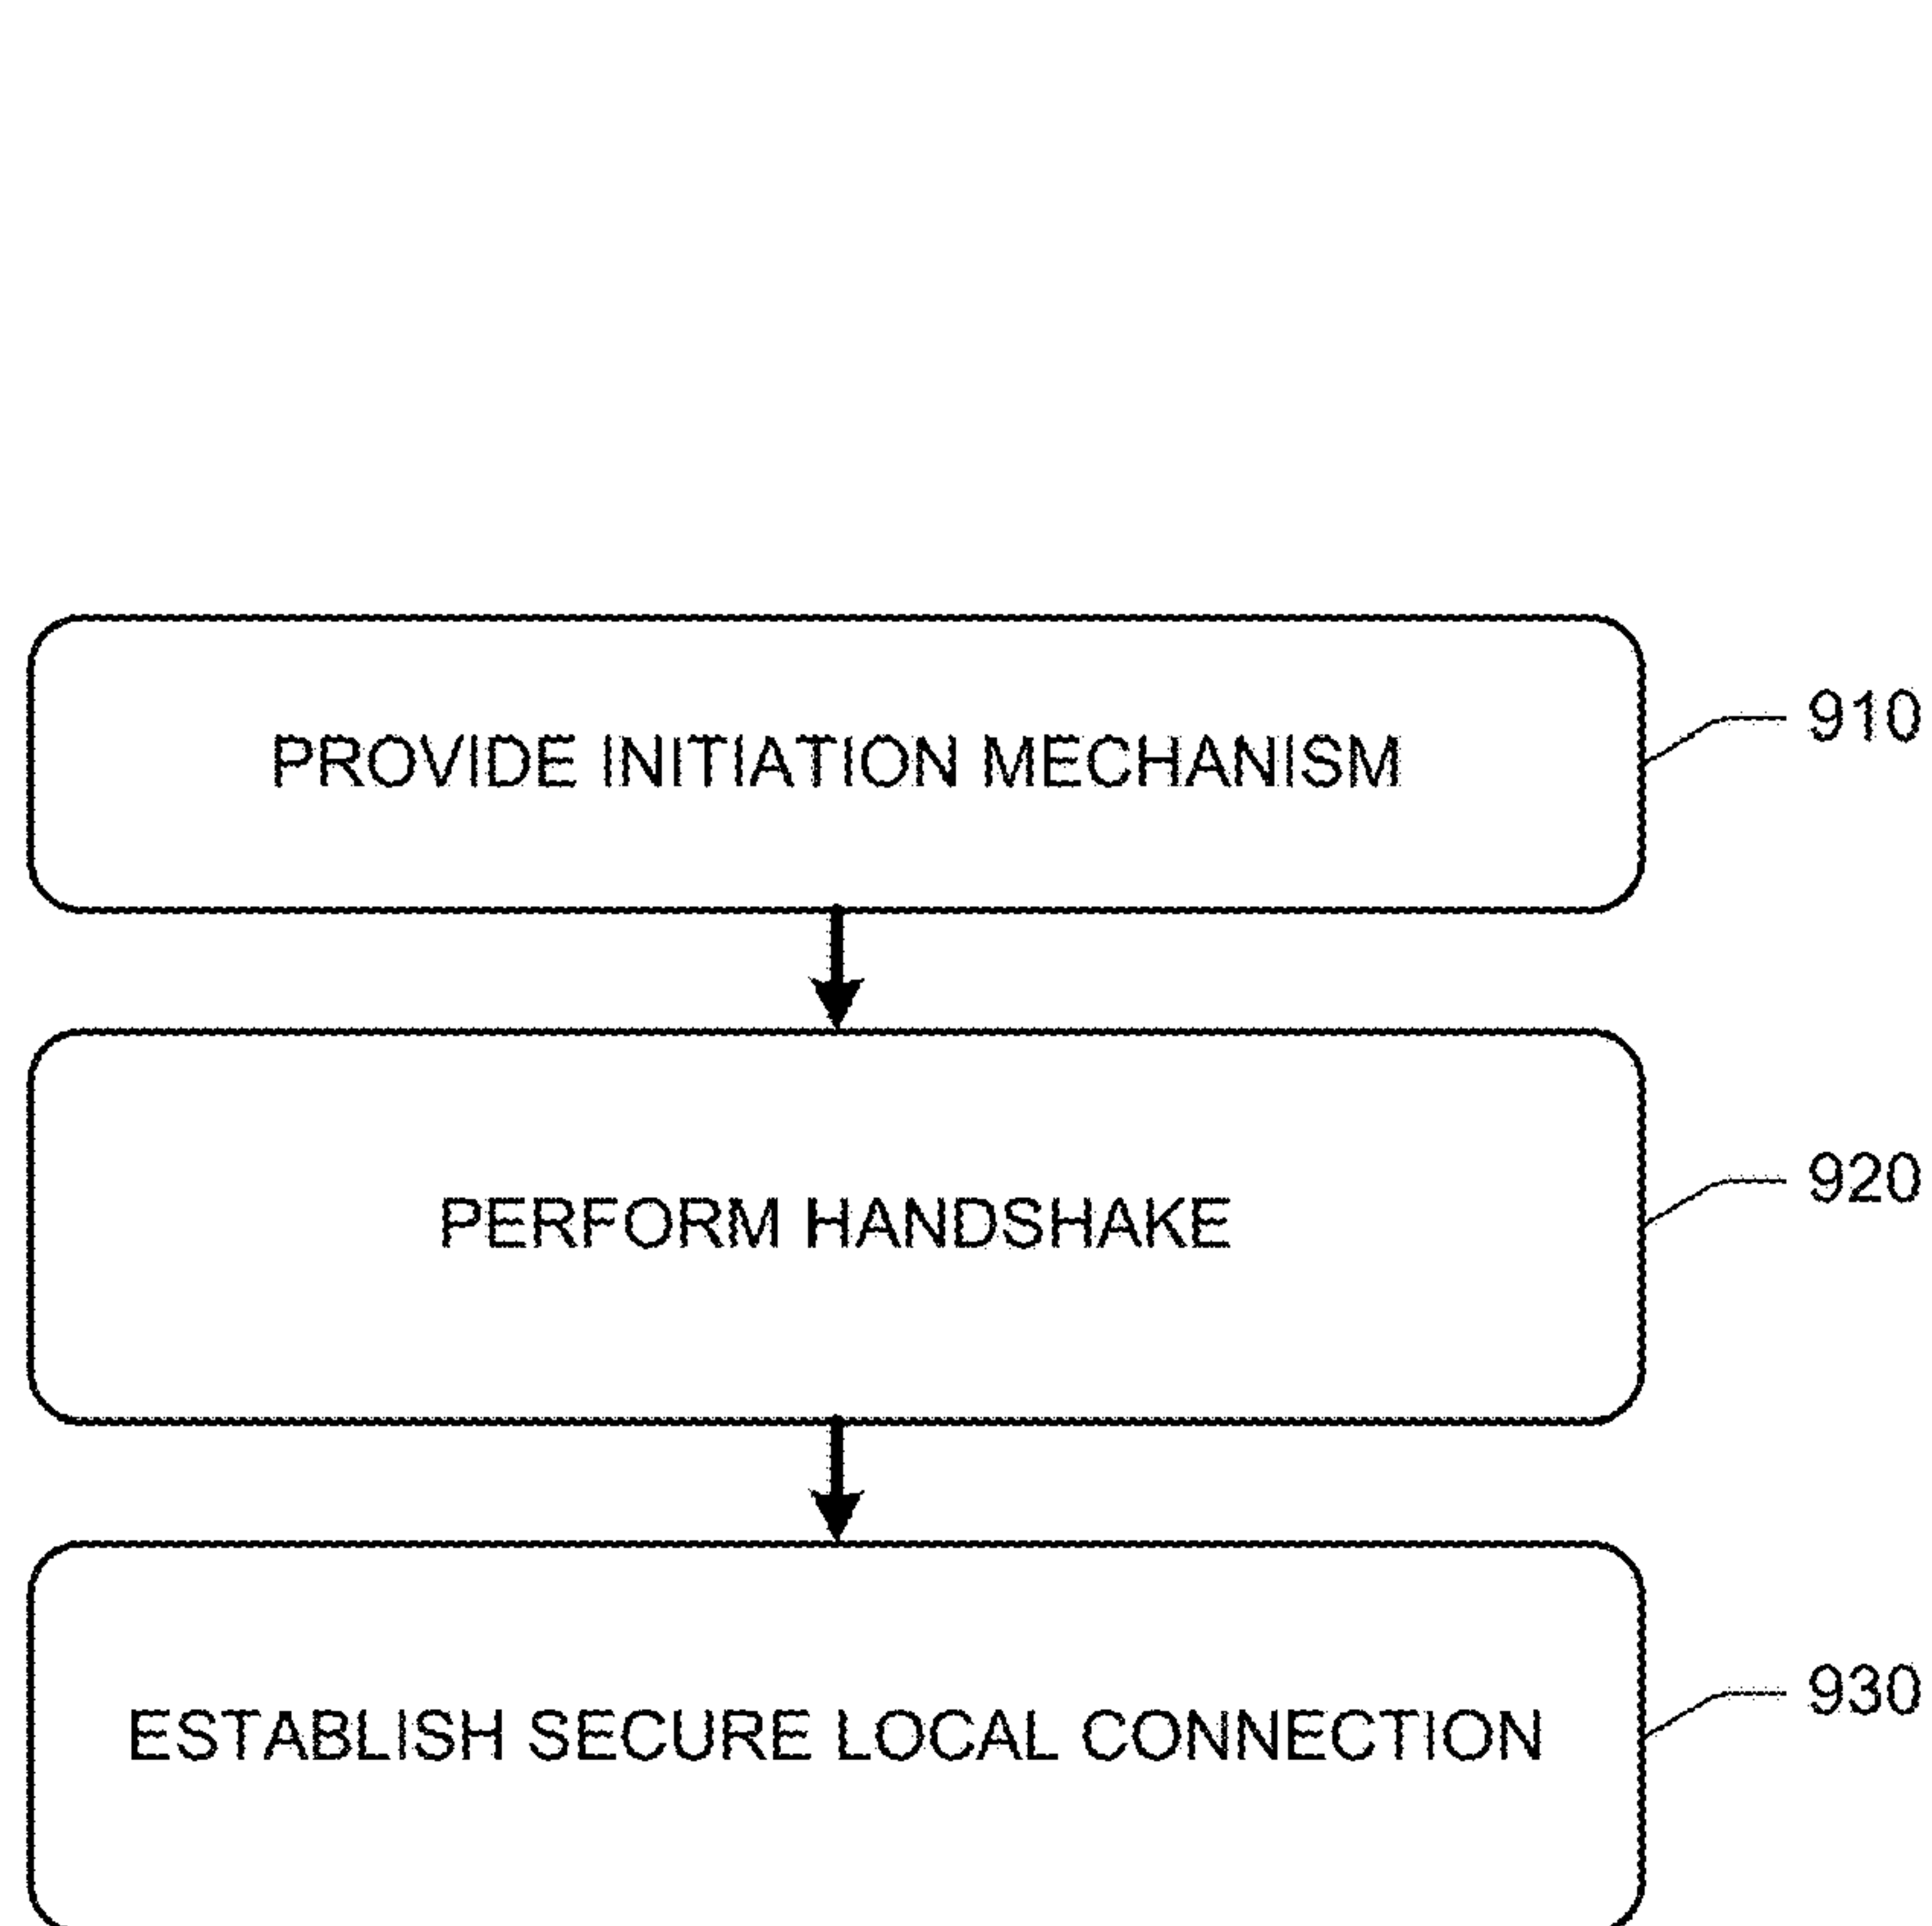 PROVIDE INITIATION MECHANISM
910
PERFORM HANDSHAKE
920
ESTABLISH SECURE LOCAL CONNECTION
930